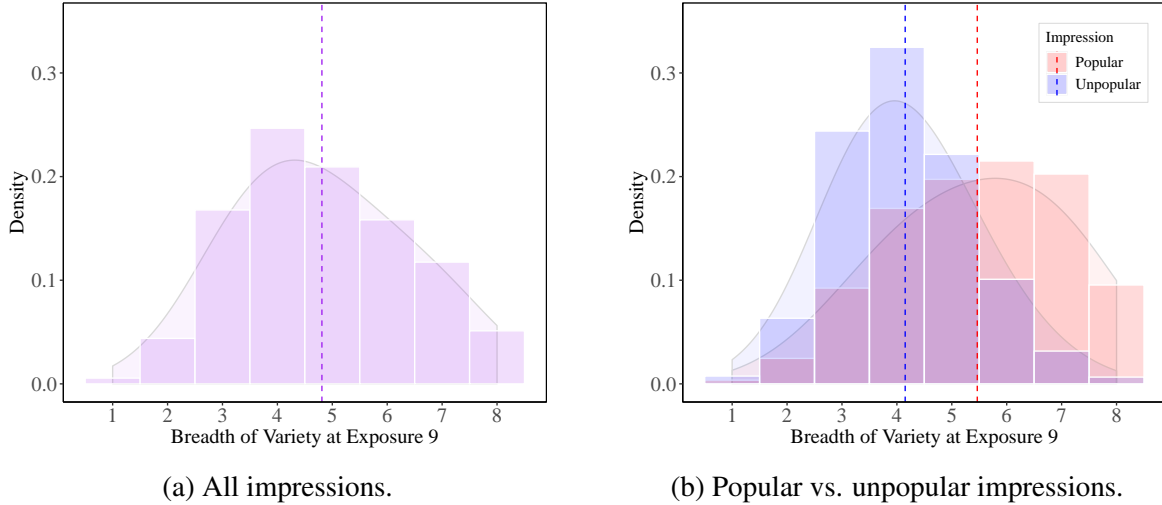 Density
0.3
0.2
0.1
0.0
1 2 3 4 5 6 7 8
Breadth of Variety at Exposure 9
(a) All impressions.
Density
0.3
0.2
0.1
0.0
Impression
Popular
Unpopular
1 2 3 4 5 6 7 8
Breadth of Variety at Exposure 9
(b) Popular vs. unpopular impressions.